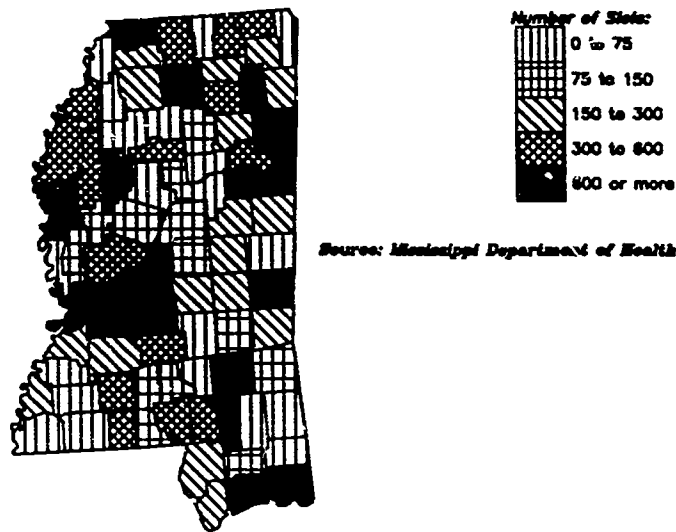 Number of Slots:
0 to 75
75 to 150
150 to 300
300 to 600
600 or more
Source: Mississippi Department of Health